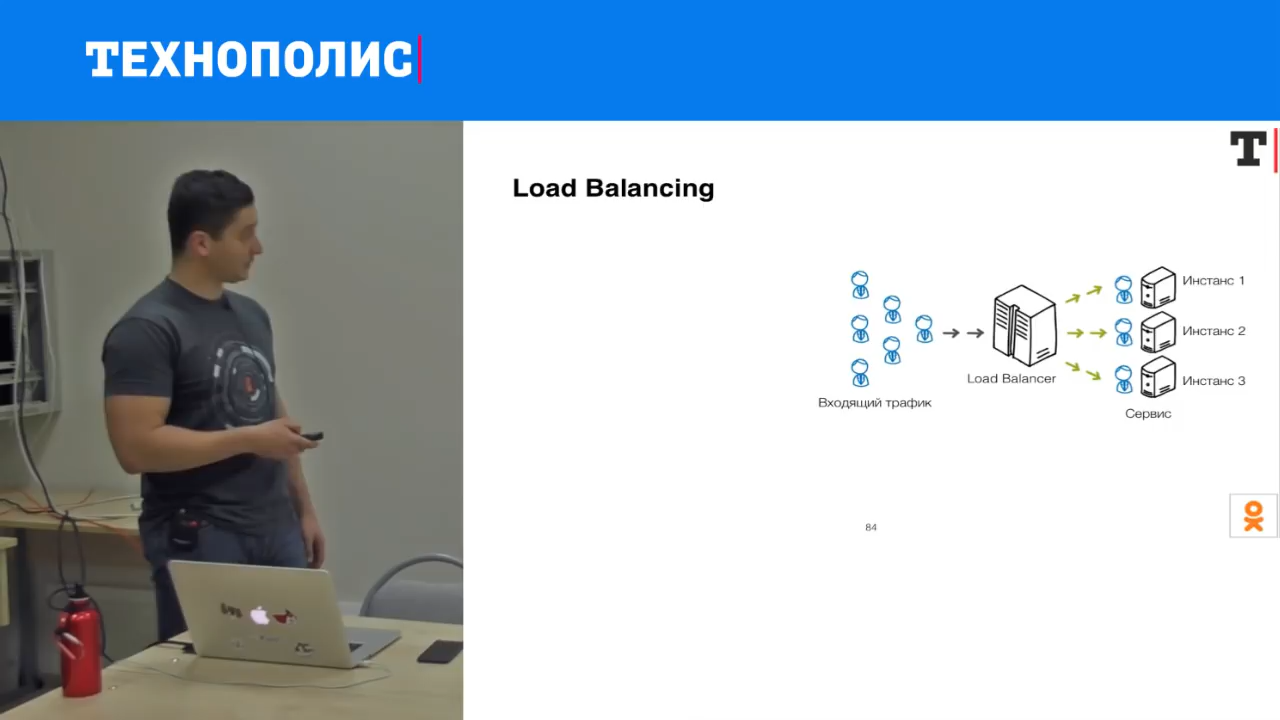 ТЕХНОПОЛИС
Т
Load Balancing
Инстанс 1
Инстанс 2
Инстанс 3
Load Balancer
Входящий трафик
Сервис
84